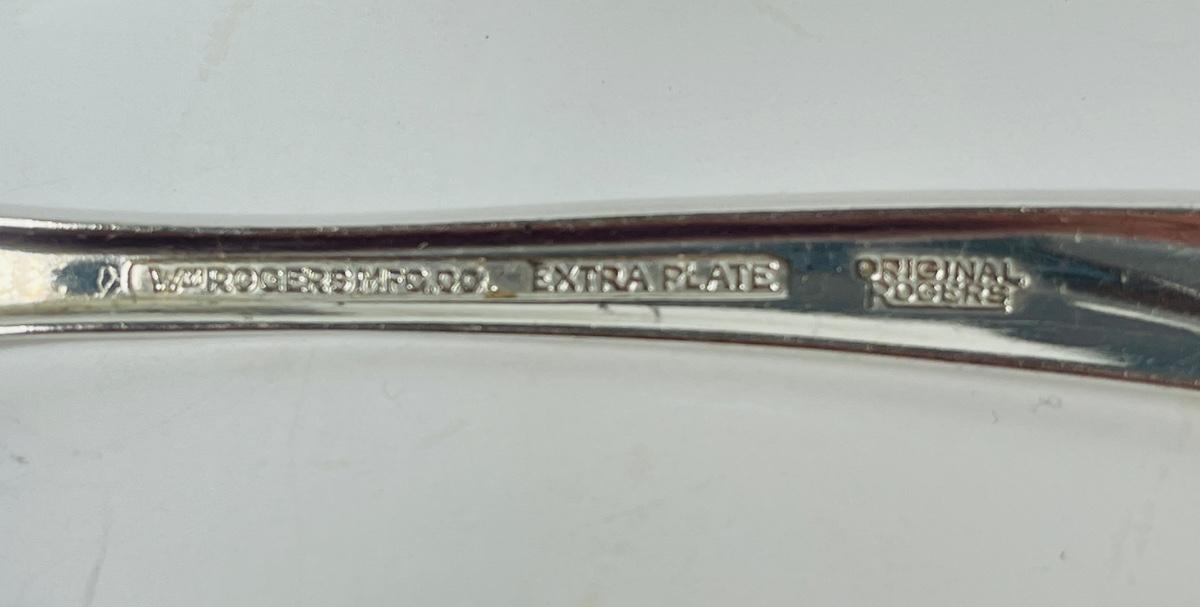 Wᴹ ROGERS MFG. CO. EXTRA PLATE
ORIGINAL
ROGERS